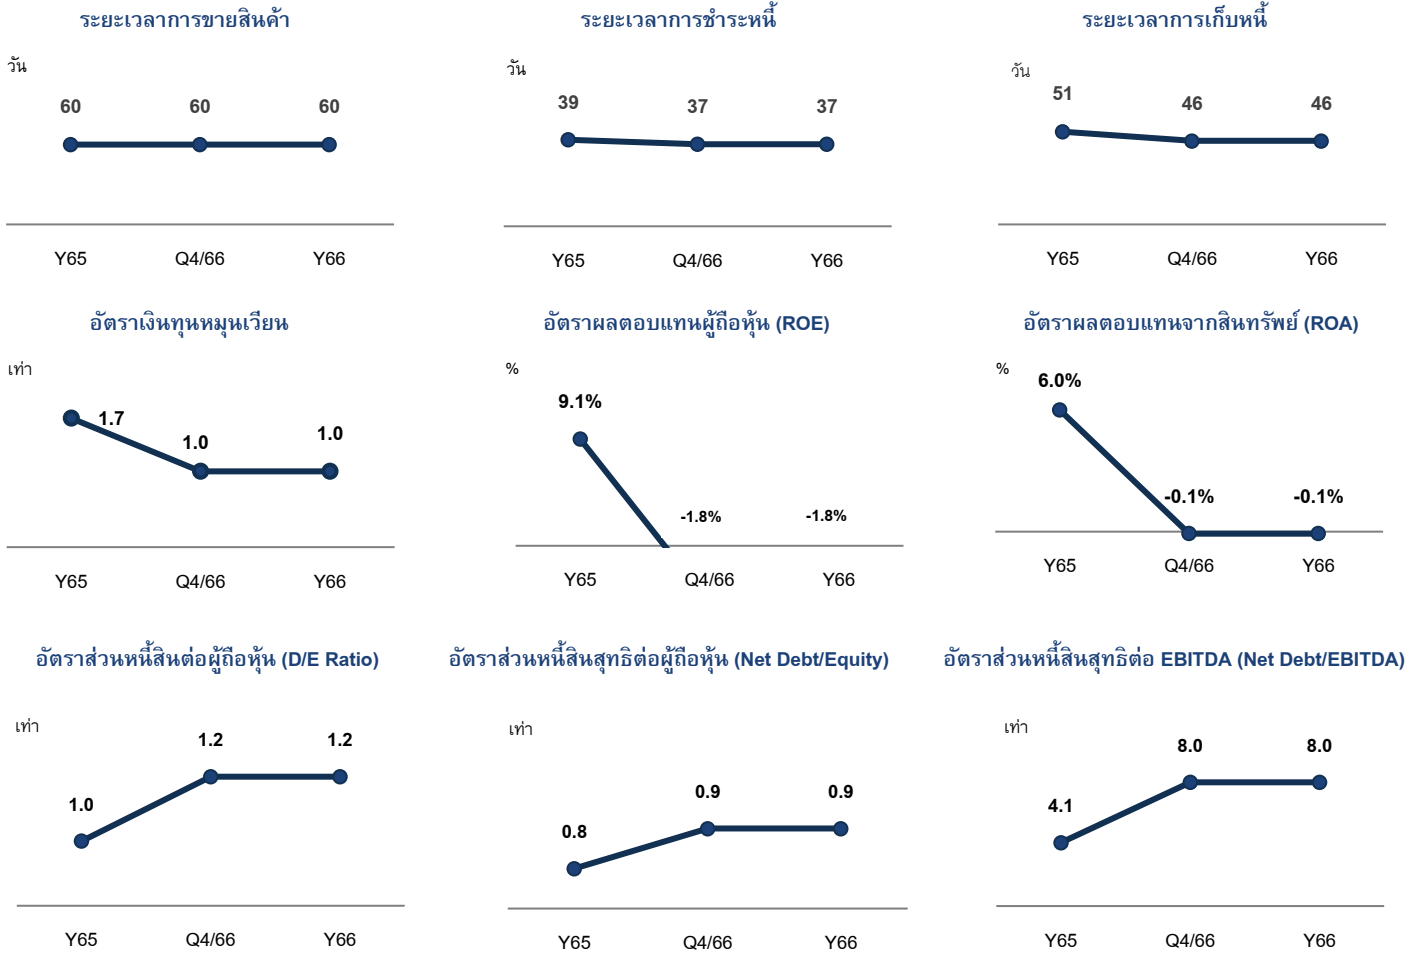 ระยะเวลาการขายสินค้า
วัน
60 60 60
Y65 Q4/66 Y66
ระยะเวลาการชำระหนี้
วัน
39 37 37
Y65 Q4/66 Y66
ระยะเวลาการเก็บหนี้
วัน
51 46 46
Y65 Q4/66 Y66
อัตราเงินทุนหมุนเวียน
เท่า
1.7 1.0 1.0
Y65 Q4/66 Y66
อัตราผลตอบแทนผู้ถือหุ้น (ROE)
%
9.1% -1.8% -1.8%
Y65 Q4/66 Y66
อัตราผลตอบแทนจากสินทรัพย์ (ROA)
%
6.0% -0.1% -0.1%
Y65 Q4/66 Y66
อัตราส่วนหนี้สินต่อผู้ถือหุ้น (D/E Ratio)
เท่า
1.0 1.2 1.2
Y65 Q4/66 Y66
อัตราส่วนหนี้สินสุทธิต่อผู้ถือหุ้น (Net Debt/Equity)
เท่า
0.8 0.9 0.9
Y65 Q4/66 Y66
อัตราส่วนหนี้สินสุทธิต่อ EBITDA (Net Debt/EBITDA)
เท่า
4.1 8.0 8.0
Y65 Q4/66 Y66